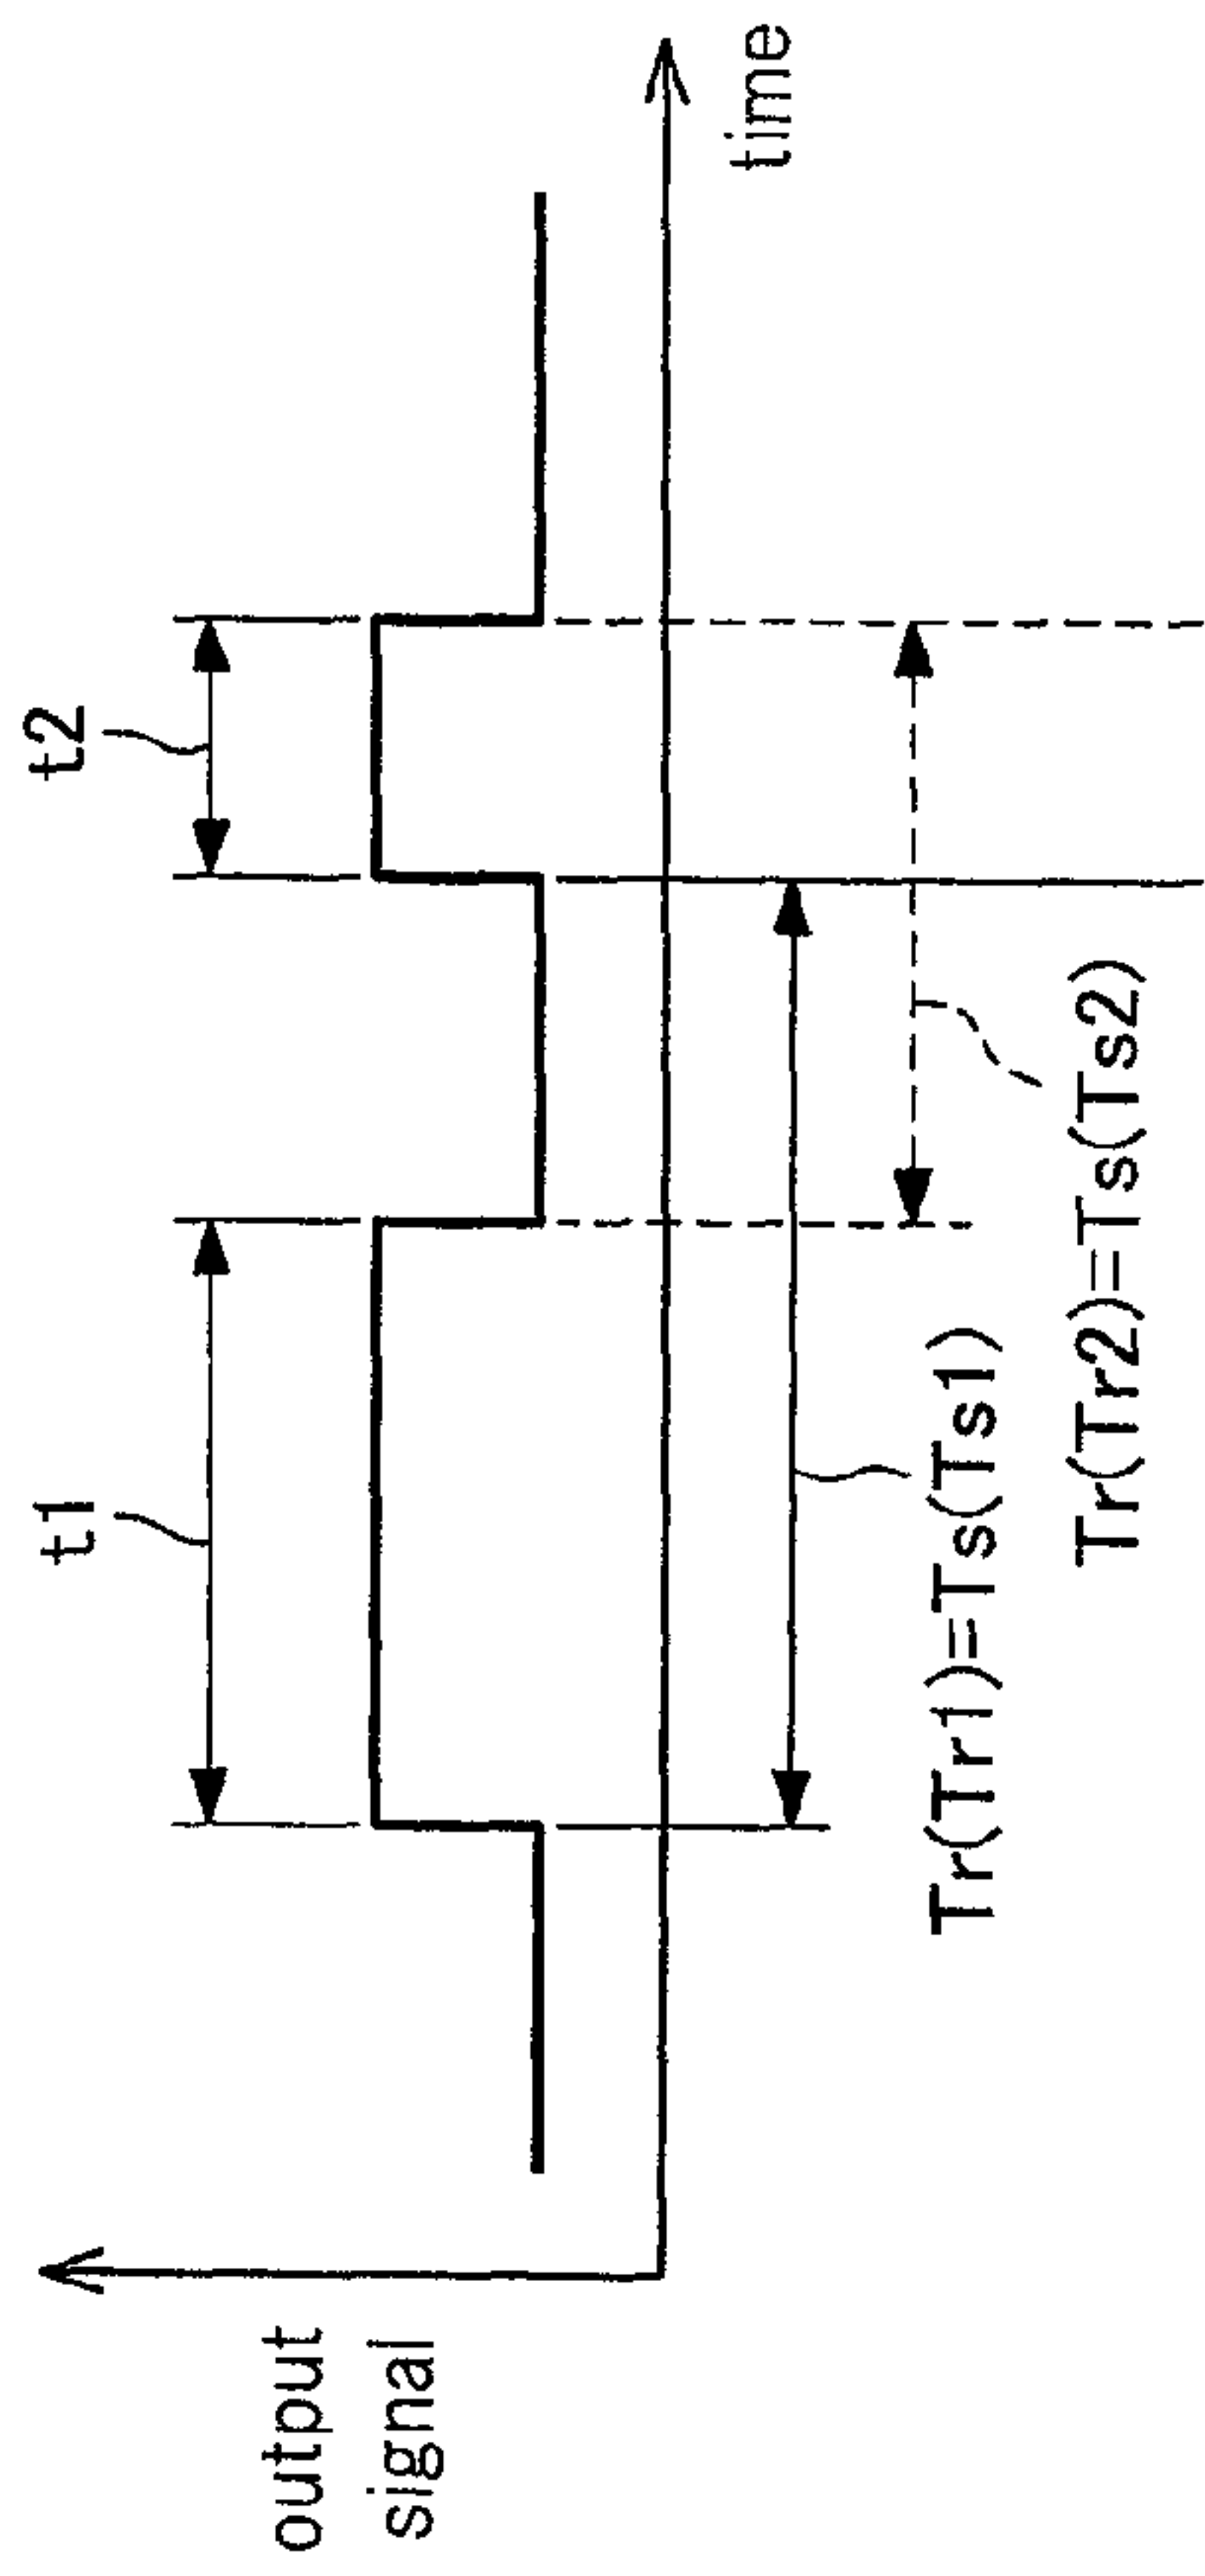 output
signal
t1
t2
time
Tr(Tr1)=Ts(Ts1)
Tr(Tr2)=Ts(Ts2)